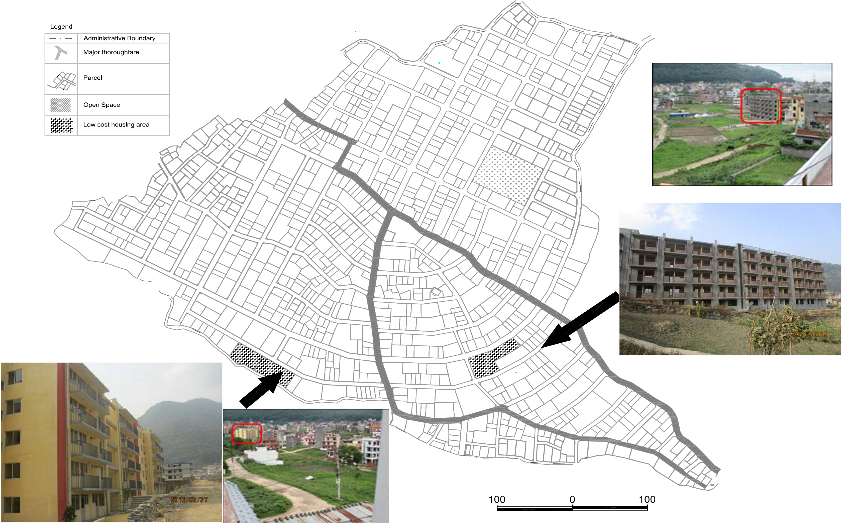 Legend
Administrative Boundary
Major thoroughfare
Parcel
Open Space
Low cost housing area
100 0 100